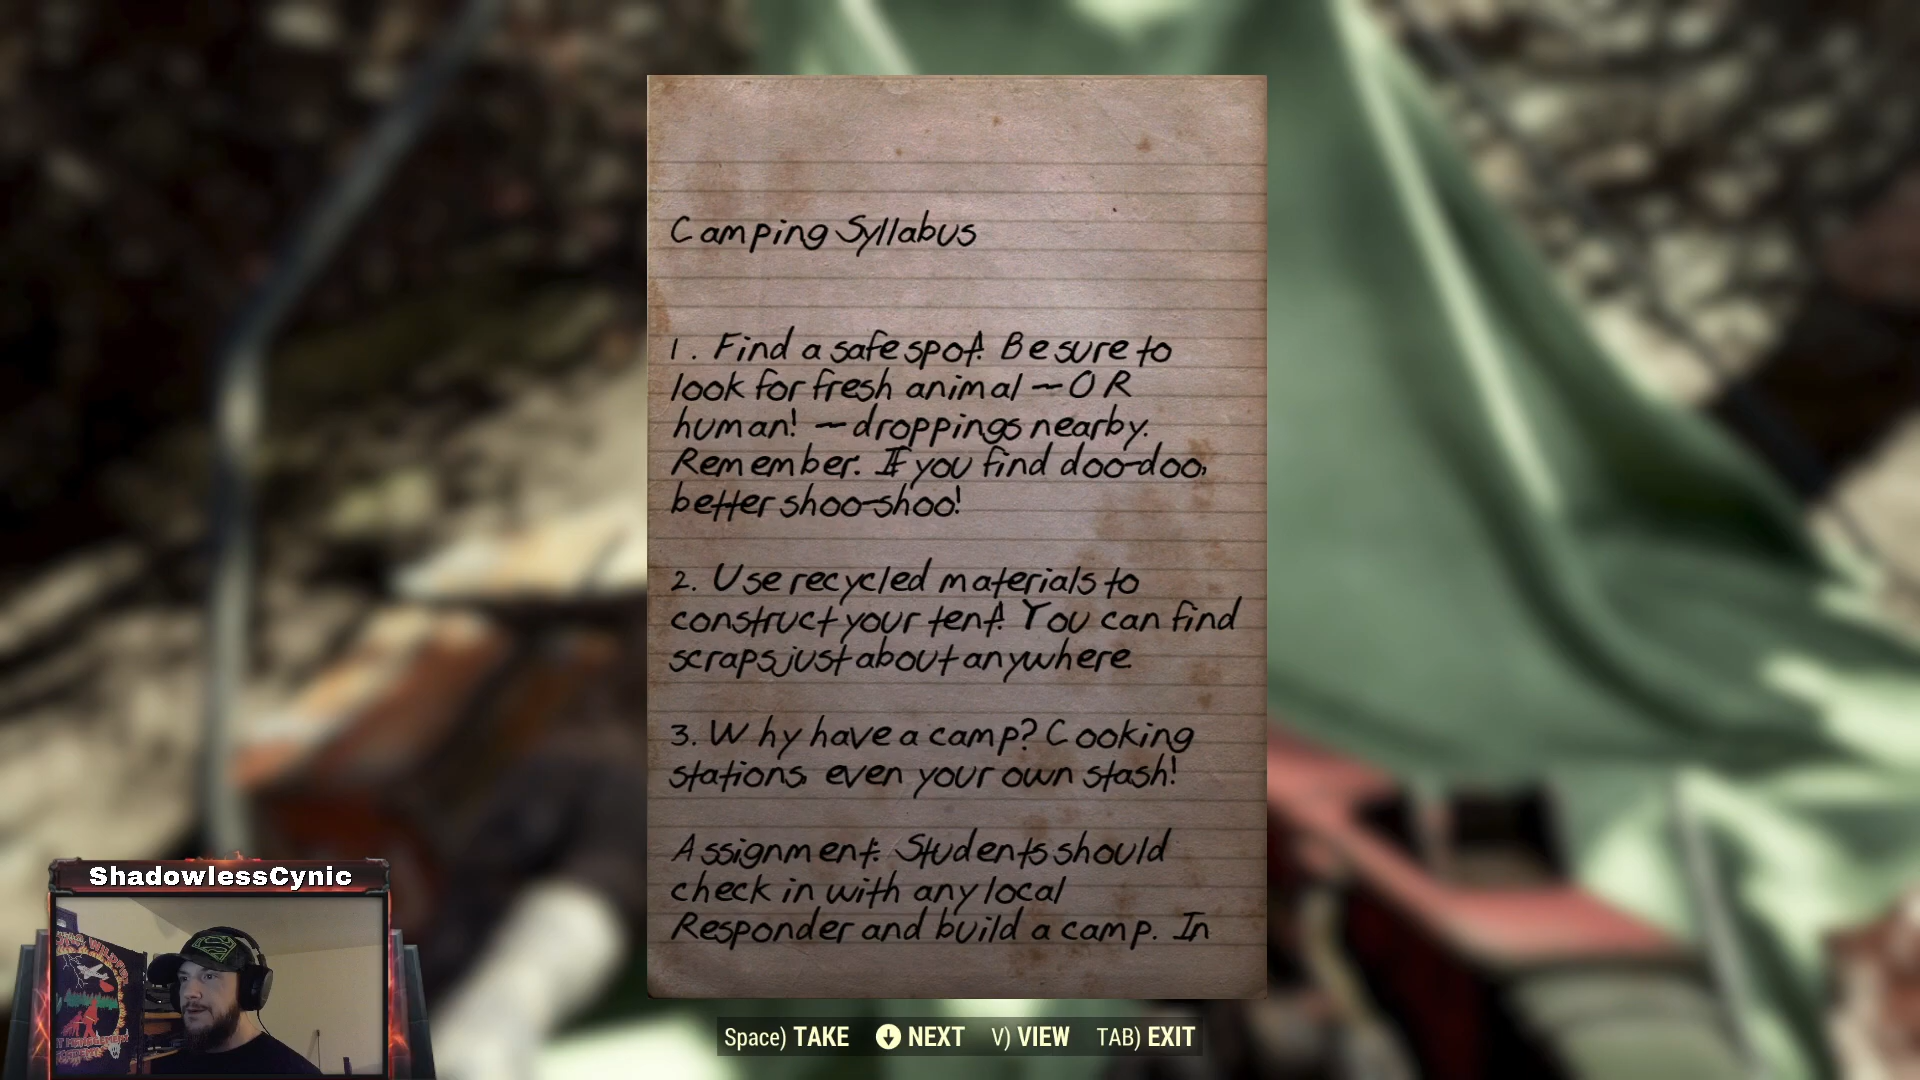 Camping Syllabus
1. Find a safe spot! Be sure to
look for fresh animal -- OR
human! -- droppings nearby.
Remember: If you find doo-doo,
better shoo-shoo!
2. Use recycled materials to
construct your tent! You can find
scraps just about anywhere.
3. Why have a camp? Cooking
stations, even your own stash!
Assignment: Students should
check in with any local
Responder and build a camp. In
ShadowlessCynic
Space) TAKE NEXT V) VIEW TAB) EXIT